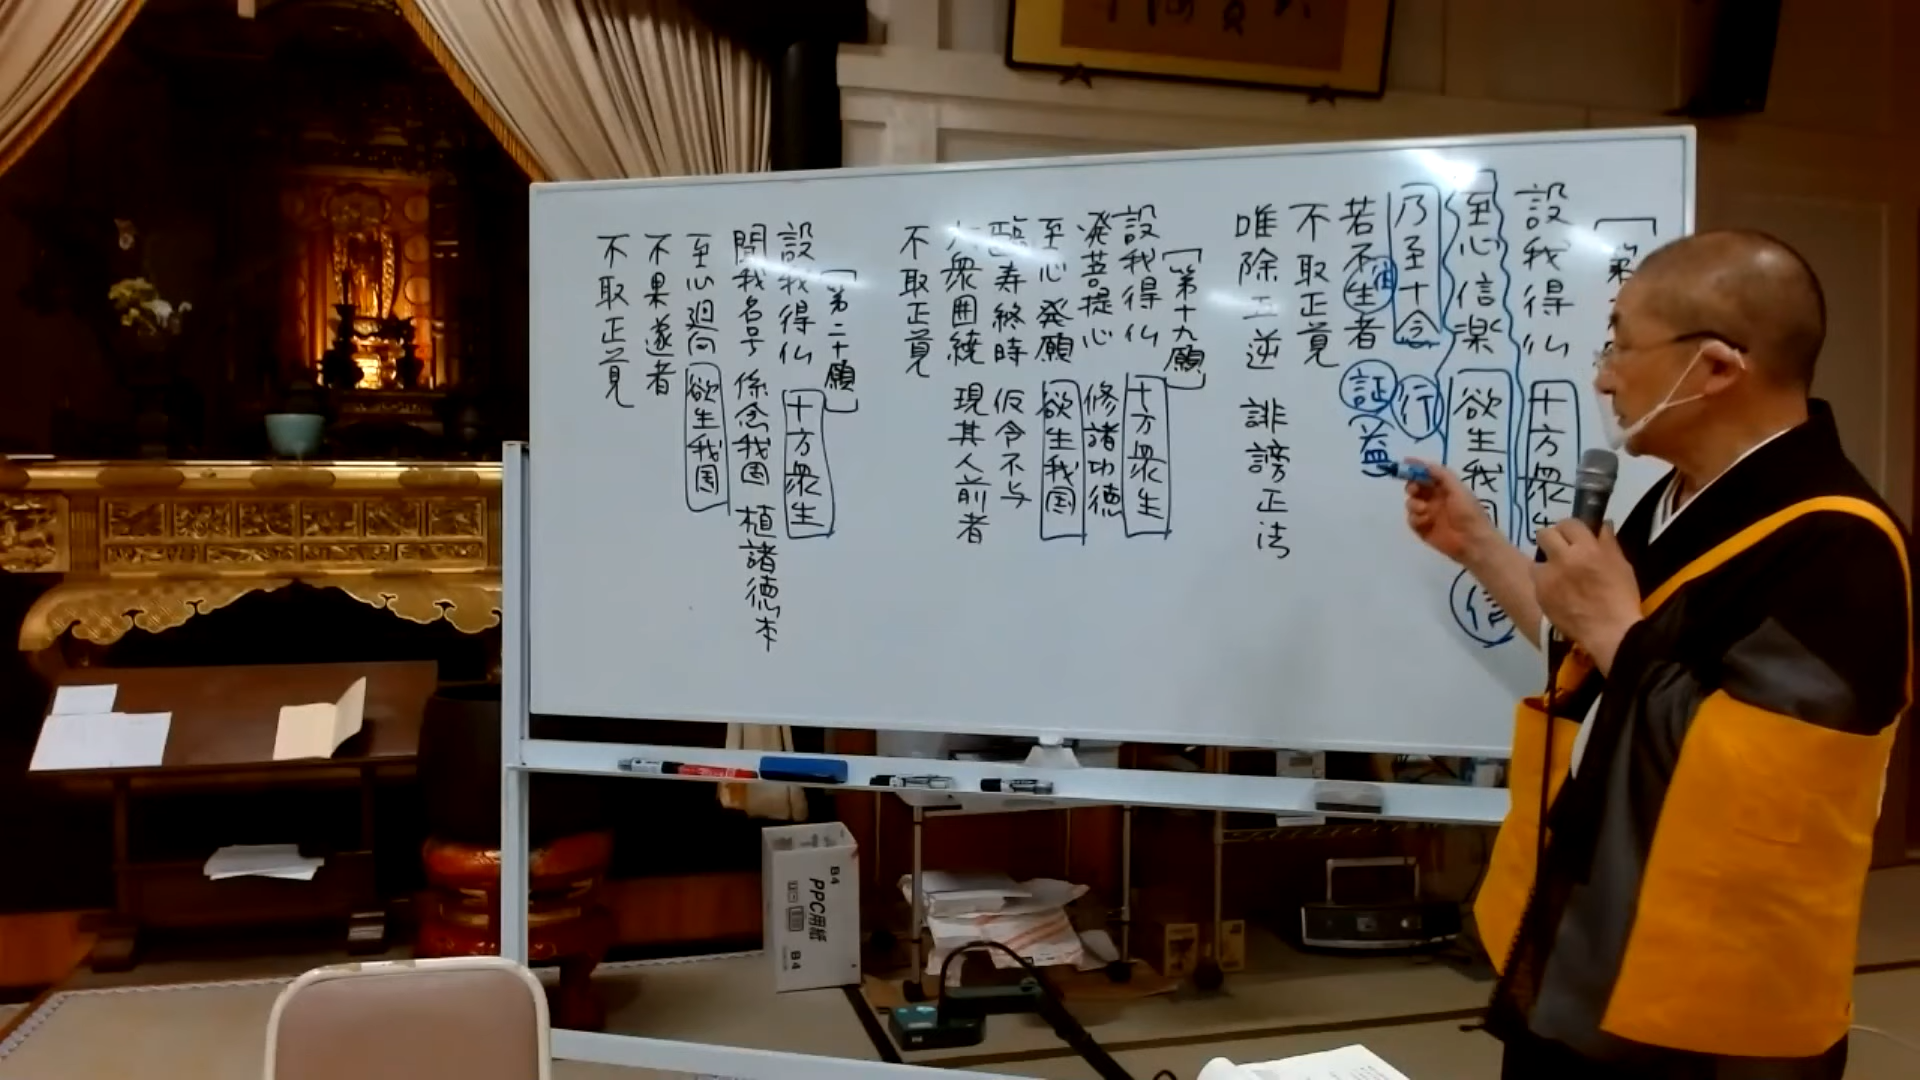 設我得仏 十方衆生
至心信楽 欲生我国
信
乃至十念
行
若不生者
往
証
益
不取正覚
唯除五逆 誹謗正法
[第十九願]
設我得仏 十方衆生
発菩提心 修諸功徳
至心発願 欲生我国
臨寿終時 仮令不与
大衆囲繞 現其人前者
不取正覚
[第二十願]
設我得仏 十方衆生
聞我名号 係念我国 植諸徳本
至心廻向 欲生我国
不果遂者
不取正覚
B4
PPC用紙
B4